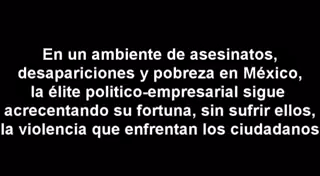 En un ambiente de asesinatos,
desapariciones y pobreza en México,
la élite politico-empresarial sigue
acrecentando su fortuna, sin sufrir ellos,
la violencia que enfrentan los ciudadanos